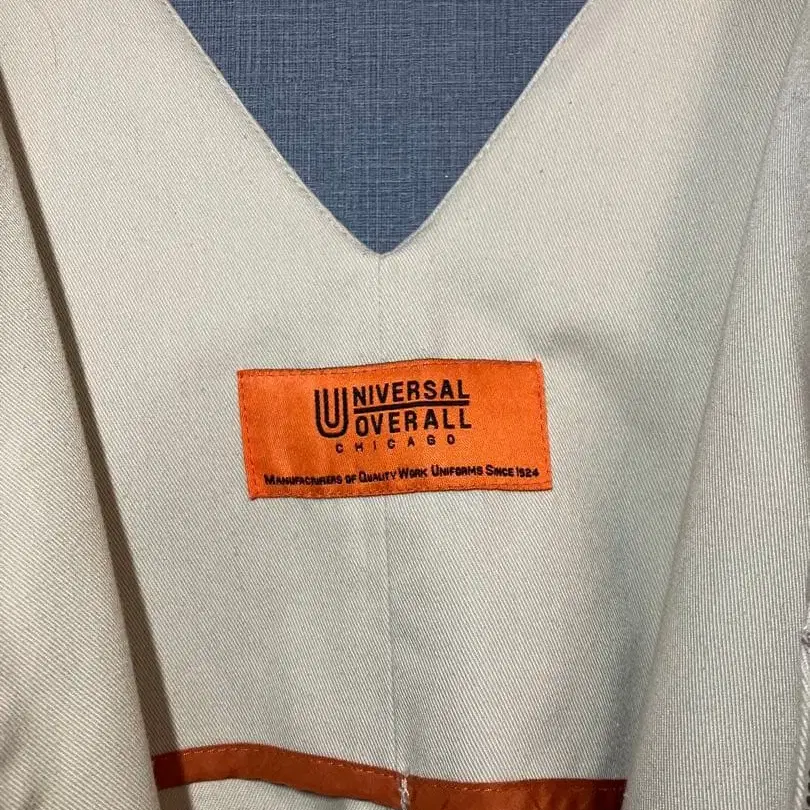 UNIVERSAL
OVERALL
CHICAGO
MANUFACTURERS OF QUALITY WORK UNIFORMS SINCE 1924